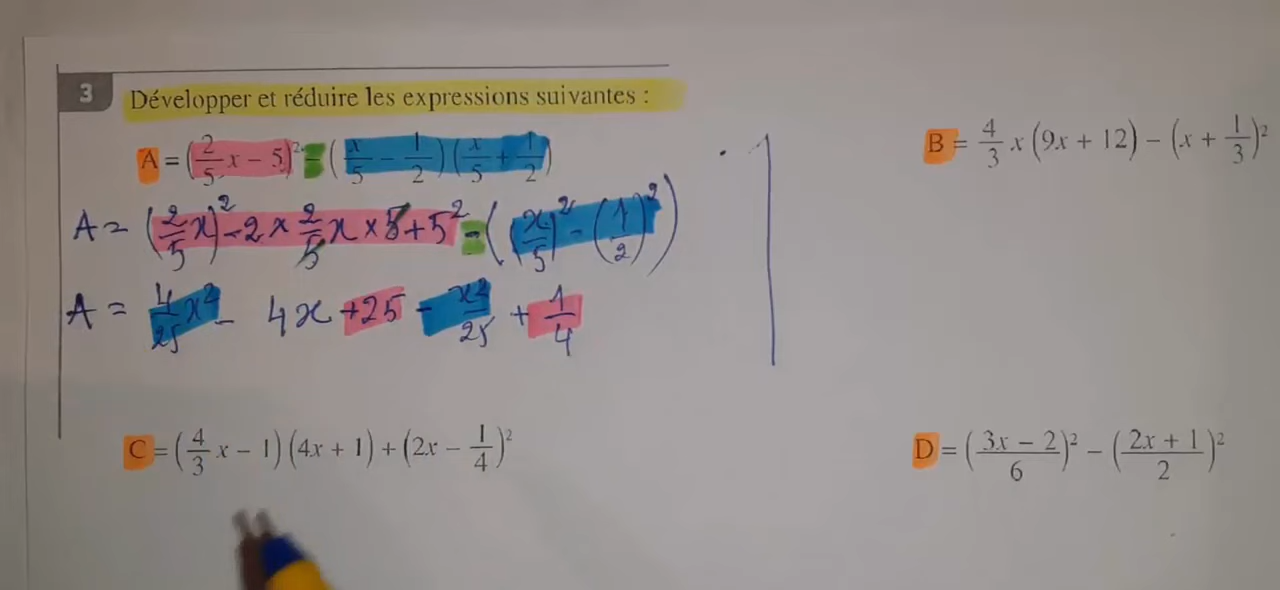 3
Développer et réduire les expressions suivantes :
A = (2/5 x − 5)² − (x/5 − 1/2)(x/5 + 1/2)
A = (2/5 x)² − 2 × 2/5 x × 5 + 5² − ((x/5)² − (1/2)²)
A = 4/25 x² − 4x + 25 − x²/25 + 1/4
B = 4/3 x (9x + 12) − (x + 1/3)²
C = (4/3 x − 1)(4x + 1) + (2x − 1/4)²
D = ((3x − 2)/6)² − ((2x + 1)/2)²